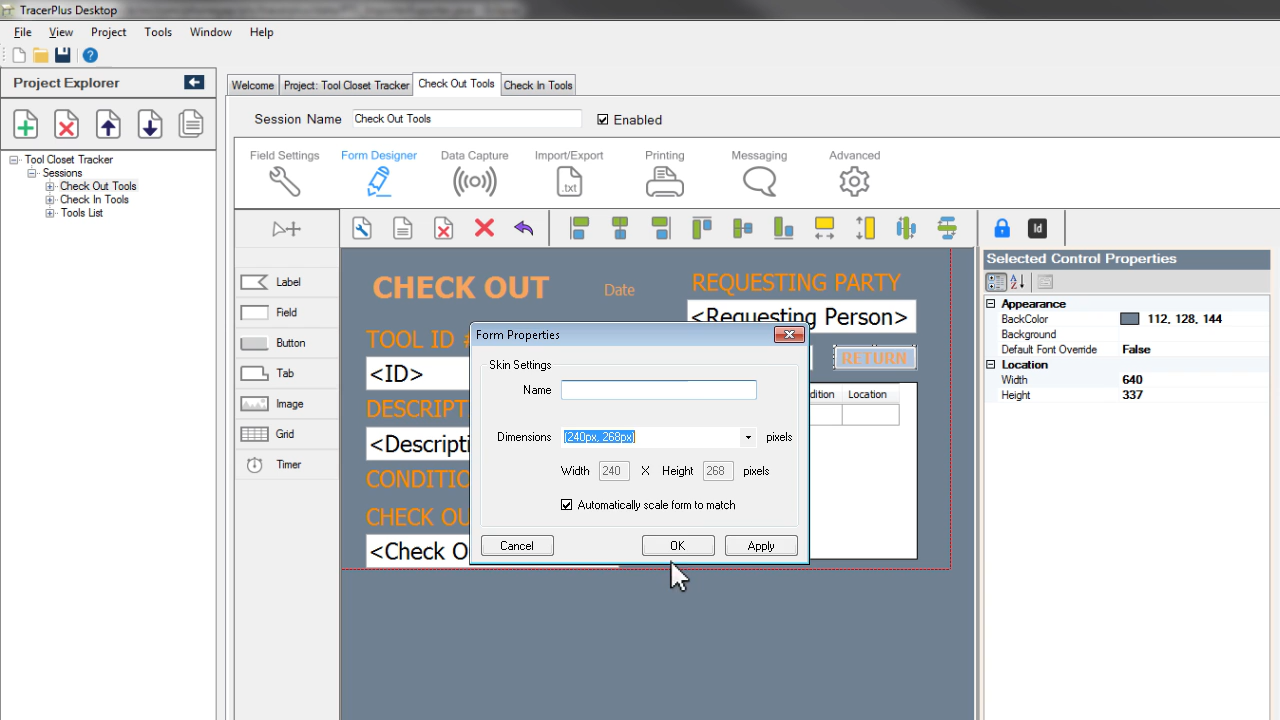 TracerPlus Desktop
File View Project Tools Window Help
Project Explorer
Tool Closet Tracker
Sessions
Check Out Tools
Check In Tools
Tools List
Welcome Project: Tool Closet Tracker Check Out Tools Check In Tools
Session Name Check Out Tools Enabled
Field Settings Form Designer Data Capture Import/Export Printing Messaging Advanced
.txt
Id
Label
Field
Button
Tab
Image
Grid
Timer
CHECK OUT Date REQUESTING PARTY
<Requesting Person>
TOOL ID #
RETURN
<ID>
DESCRIPT
dition Location
<Descripti
CONDITIO
CHECK OU
<Check O
Form Properties
Skin Settings
Name
Dimensions (240px, 268px) pixels
Width 240 X Height 268 pixels
Automatically scale form to match
Cancel OK Apply
Selected Control Properties
Appearance
BackColor 112, 128, 144
Background
Default Font Override False
Location
Width 640
Height 337